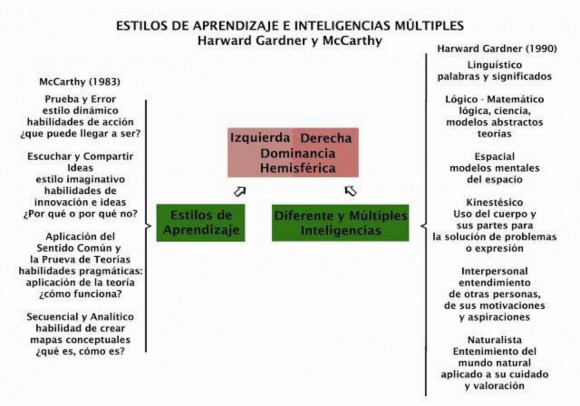 ESTILOS DE APRENDIZAJE E INTELIGENCIAS MÚLTIPLES
Harward Gardner y McCarthy
McCarthy (1983)
Prueba y Error
estilo dinámico
habilidades de acción
¿que puede llegar a ser?
Escuchar y Compartir
Ideas
estilo imaginativo
habilidades de
innovación e ideas
¿Por qué o por qué no?
Aplicación del
Sentido Común y
la Prueva de Teorías
habilidades pragmáticas:
aplicación de la teoría
¿cómo funciona?
Secuencial y Analítico
habilidad de crear
mapas conceptuales
¿qué es, cómo es?
Izquierda Derecha
Dominancia
Hemisférica
Estilos de
Aprendizaje
Diferente y Múltiples
Inteligencias
Harward Gardner (1990)
Linguístico
palabras y significados
Lógico - Matemático
lógica, ciencia,
modelos abstractos
teorías
Espacial
modelos mentales
del espacio
Kinestésico
Uso del cuerpo y
sus partes para
la solución de problemas
o expresión
Interpersonal
entendimiento
de otras personas,
de sus motivaciones
y aspiraciones
Naturalista
Entenimiento del
mundo natural
aplicado a su cuidado
y valoración